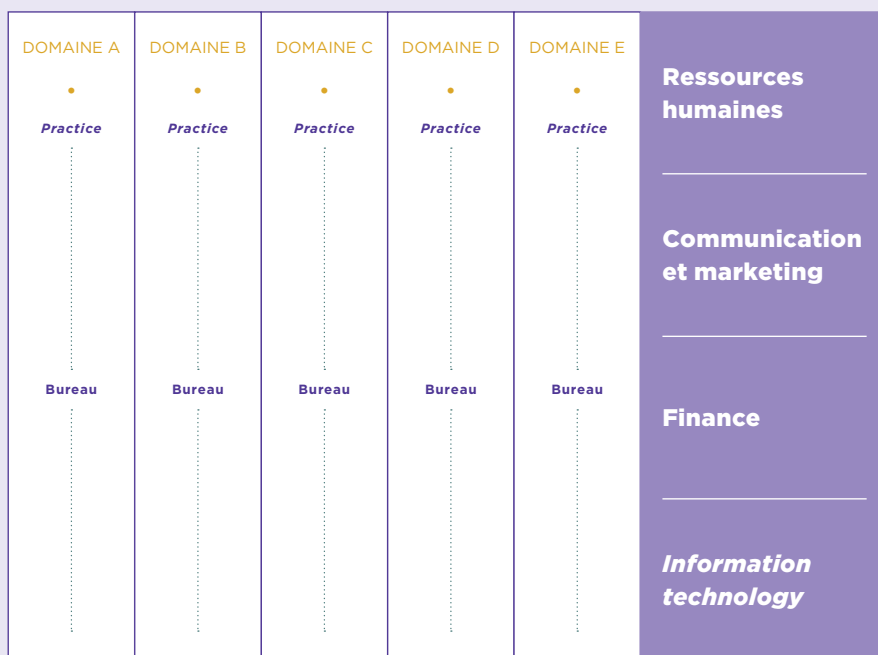 DOMAINE A
DOMAINE B
DOMAINE C
DOMAINE D
DOMAINE E
Practice
Practice
Practice
Practice
Practice
Bureau
Bureau
Bureau
Bureau
Bureau
Ressources
humaines
Communication
et marketing
Finance
Information
technology